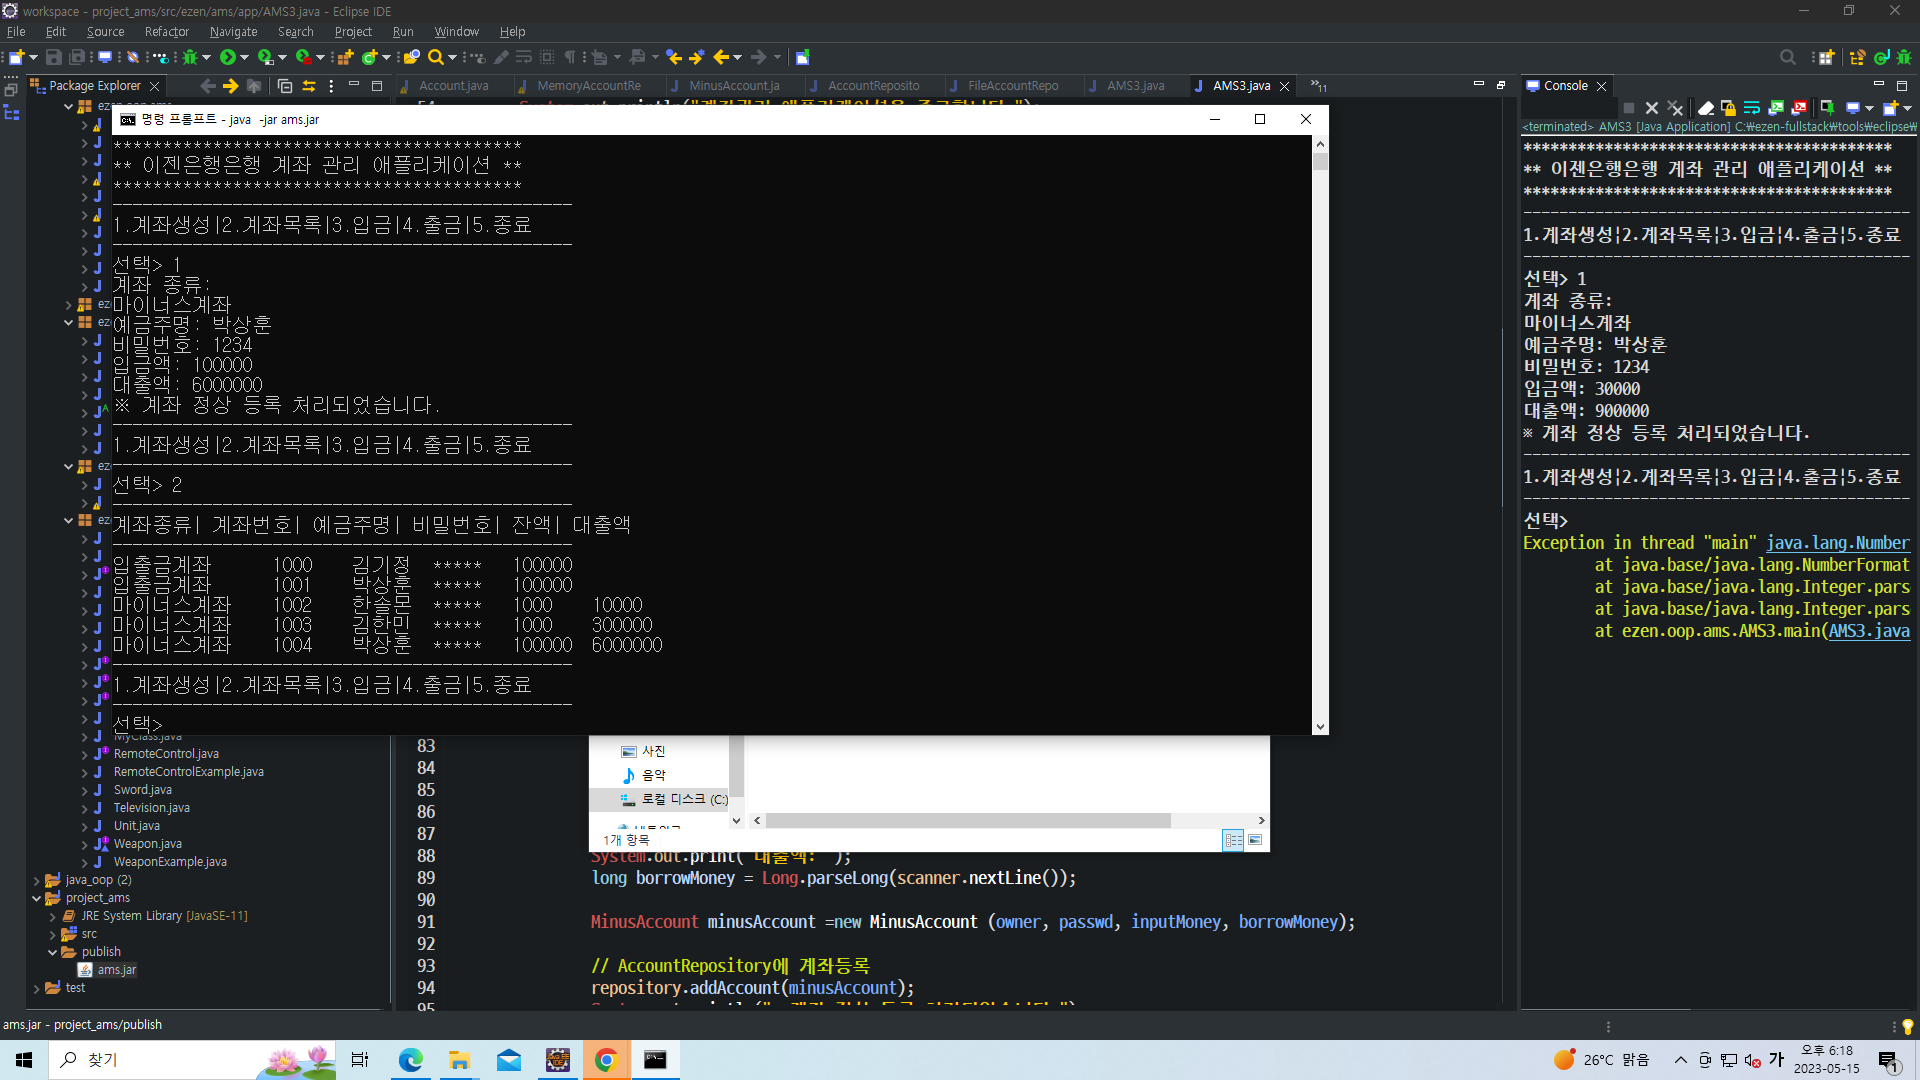 workspace - project_ams/src/ezen/ams/app/AMS3.java - Eclipse IDE
File Edit Source Refactor Navigate Search Project Run Window Help
Package Explorer
Account.java MemoryAccountRe MinusAccount.ja AccountReposito FileAccountRepo AMS3.java AMS3.java 11
Console
명령 프롬프트 - java -jar ams.jar
****************************************
** 이젠은행은행 계좌 관리 애플리케이션 **
****************************************
----------------------------------------------
1.계좌생성|2.계좌목록|3.입금|4.출금|5.종료
----------------------------------------------
선택> 1
계좌 종류:
마이너스계좌
예금주명: 박상훈
비밀번호: 1234
입금액: 100000
대출액: 6000000
※ 계좌 정상 등록 처리되었습니다.
----------------------------------------------
1.계좌생성|2.계좌목록|3.입금|4.출금|5.종료
----------------------------------------------
선택> 2
----------------------------------------------
계좌종류| 계좌번호| 예금주명| 비밀번호| 잔액| 대출액
----------------------------------------------
입출금계좌 1000 김기정 ***** 100000
입출금계좌 1001 박상훈 ***** 100000
마이너스계좌 1002 한솔몬 ***** 1000 10000
마이너스계좌 1003 김한민 ***** 1000 300000
마이너스계좌 1004 박상훈 ***** 100000 6000000
----------------------------------------------
1.계좌생성|2.계좌목록|3.입금|4.출금|5.종료
----------------------------------------------
선택>
<terminated> AMS3 [Java Application] C:₩ezen-fullstack₩tools₩eclipse₩
*****************************************
** 이젠은행은행 계좌 관리 애플리케이션 **
*****************************************
-------------------------------------------
1.계좌생성¦2.계좌목록¦3.입금¦4.출금¦5.종료
-------------------------------------------
선택> 1
계좌 종류:
마이너스계좌
예금주명: 박상훈
비밀번호: 1234
입금액: 30000
대출액: 900000
※ 계좌 정상 등록 처리되었습니다.
-------------------------------------------
1.계좌생성¦2.계좌목록¦3.입금¦4.출금¦5.종료
-------------------------------------------
선택>
Exception in thread "main" java.lang.Number
at java.base/java.lang.NumberFormat
at java.base/java.lang.Integer.pars
at java.base/java.lang.Integer.pars
at ezen.oop.ams.AMS3.main(AMS3.java
MyClass.java
RemoteControl.java
RemoteControlExample.java
Sword.java
Television.java
Unit.java
Weapon.java
WeaponExample.java
java_oop (2)
project_ams
JRE System Library [JavaSE-11]
src
publish
ams.jar
test
사진
음악
로컬 디스크 (C:)
1개 항목
83
84
85
86
87
88 System.out.print("대출액: ");
89 long borrowMoney = Long.parseLong(scanner.nextLine());
90
91 MinusAccount minusAccount =new MinusAccount (owner, passwd, inputMoney, borrowMoney);
92
93 // AccountRepository에 계좌등록
94 repository.addAccount(minusAccount);
95
ams.jar - project_ams/publish
찾기
26°C 맑음
가
오후 6:18
2023-05-15
1